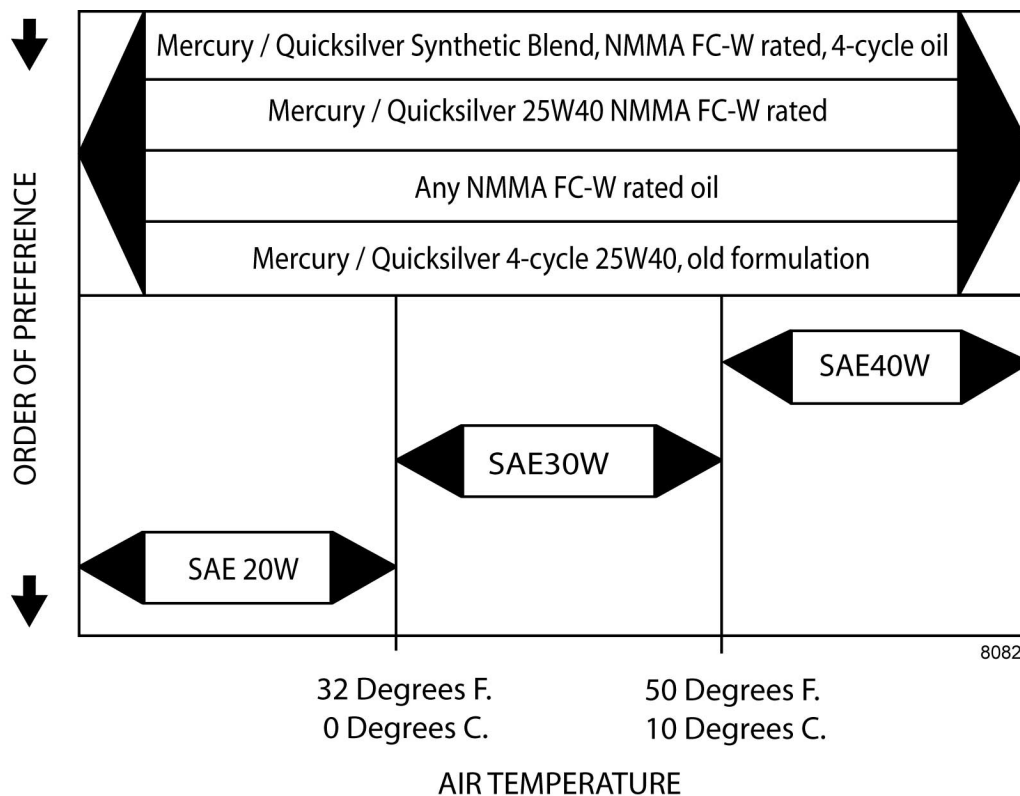 Mercury / Quicksilver Synthetic Blend, NMMA FC-W rated, 4-cycle oil
Mercury / Quicksilver 25W40 NMMA FC-W rated
Any NMMA FC-W rated oil
Mercury / Quicksilver 4-cycle 25W40, old formulation
ORDER OF PREFERENCE
SAE40W
SAE30W
SAE 20W
8082
32 Degrees F.
0 Degrees C.
50 Degrees F.
10 Degrees C.
AIR TEMPERATURE